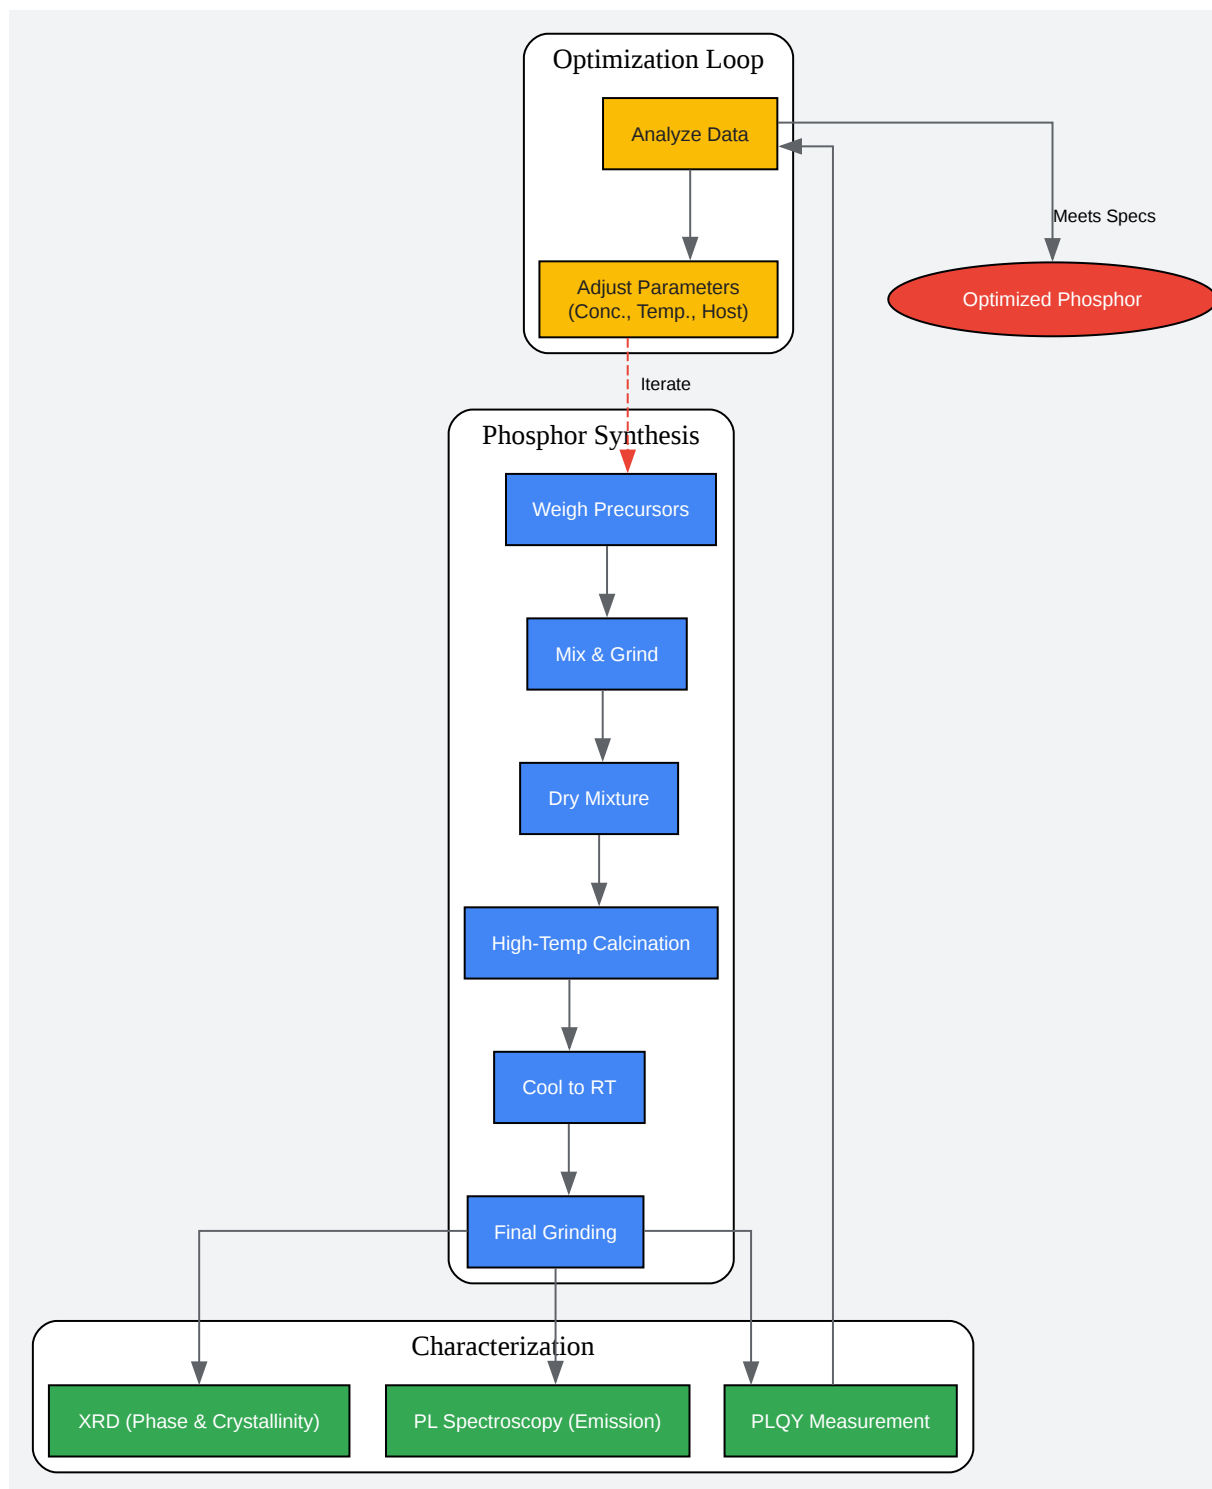 Optimization Loop
Analyze Data
Meets Specs
Adjust Parameters
(Conc., Temp., Host)
Optimized Phosphor
Iterate
Phosphor Synthesis
Weigh Precursors
Mix & Grind
Dry Mixture
High-Temp Calcination
Cool to RT
Final Grinding
Characterization
XRD (Phase & Crystallinity)
PL Spectroscopy (Emission)
PLQY Measurement